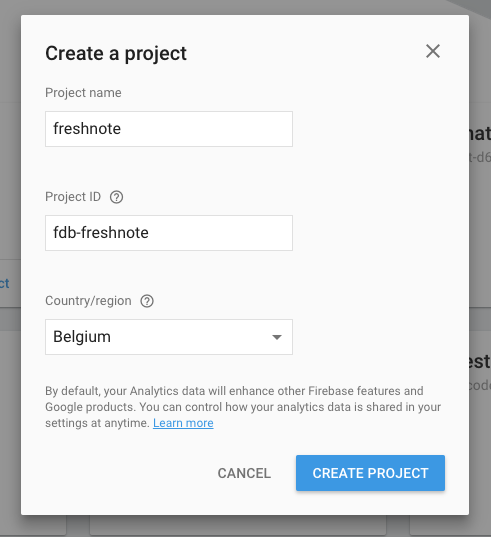 Create a project
Project name
freshnote
Project ID
fdb-freshnote
Country/region
Belgium
By default, your Analytics data will enhance other Firebase features and
Google products. You can control how your analytics data is shared in your
settings at anytime. Learn more
CANCEL
CREATE PROJECT